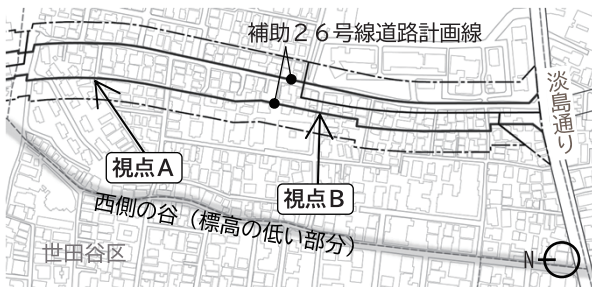 補助２６号線道路計画線
淡島通り
視点A
視点B
西側の谷（標高の低い部分）
世田谷区
N